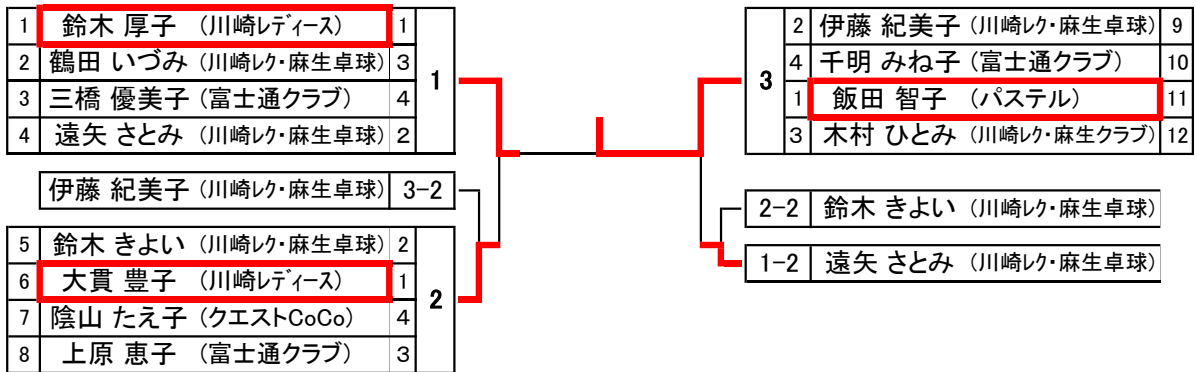 1 鈴木 厚子 (川崎レディース) 1
2 鶴田 いづみ (川崎レク・麻生卓球) 3
3 三橋 優美子 (富士通クラブ) 4
4 遠矢 さとみ (川崎レク・麻生卓球) 2
1
伊藤 紀美子 (川崎レク・麻生卓球) 3-2
5 鈴木 きよい (川崎レク・麻生卓球) 2
6 大貫 豊子 (川崎レディース) 1
7 陰山 たえ子 (クエストCoCo) 4
8 上原 恵子 (富士通クラブ) 3
2
3
2 伊藤 紀美子 (川崎レク・麻生卓球) 9
4 千明 みね子 (富士通クラブ) 10
1 飯田 智子 (パステル) 11
3 木村 ひとみ (川崎レク・麻生クラブ) 12
2-2 鈴木 きよい (川崎レク・麻生卓球)
1-2 遠矢 さとみ (川崎レク・麻生卓球)